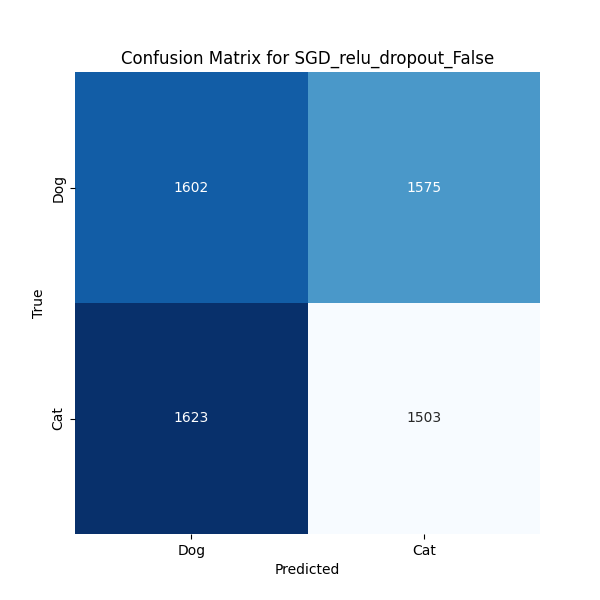 Confusion Matrix for SGD_relu_dropout_False
Dog
1602
1575
True
Cat
1623
1503
Dog
Cat
Predicted